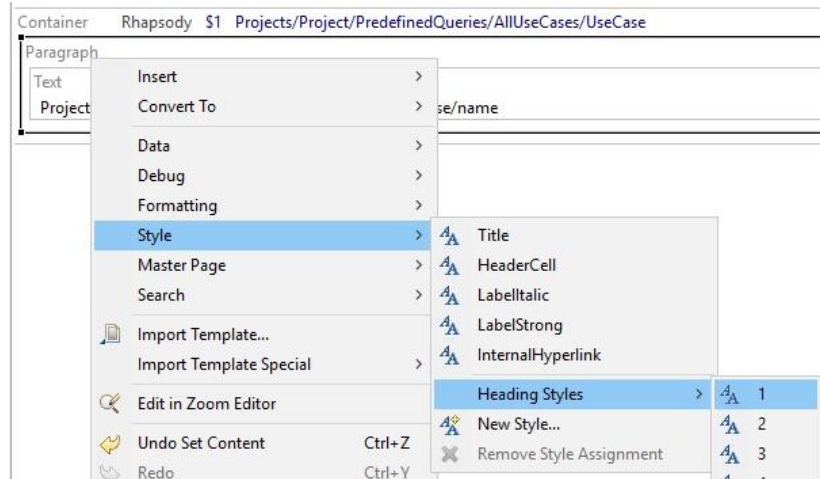 Container Rhapsody $1 Projects/Project/PredefinedQueries/AllUseCases/UseCase
Paragraph
Text
Project
se/name
Insert
Convert To
Data
Debug
Formatting
Style
Master Page
Search
Import Template...
Import Template Special
Edit in Zoom Editor
Undo Set Content Ctrl+Z
Redo Ctrl+Y
Title
HeaderCell
LabelItalic
LabelStrong
InternalHyperlink
Heading Styles
New Style...
Remove Style Assignment
1
2
3